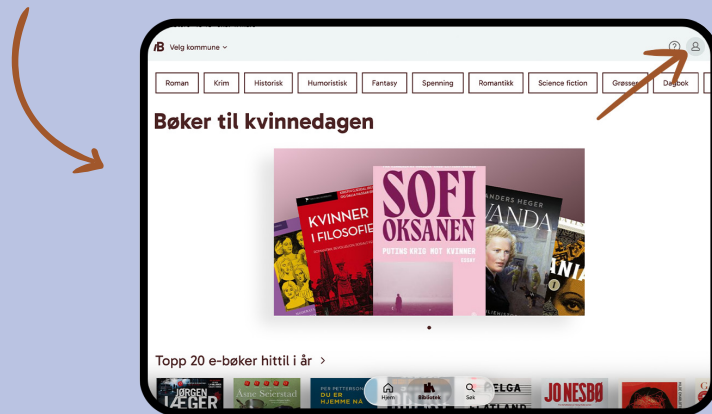 B Velg kommune
?
Roman Krim Historisk Humoristisk Fantasy Spenning Romantikk Science fiction Grøsser Dagbok
Bøker til kvinnedagen
KVINNER
I FILOSOFIEN
SOFI
OKSANEN
PUTINS KRIG MOT KVINNER
ESSAY
ANDERS HEGER
WANDA
Topp 20 e-bøker hittil i år >
JØRGEN
JÆGER
Åsne Seierstad
PER PETTERSON
DU ER
HJEMME NÅ
HELGA
FLATLAND
JO NESBØ
Hjem Bibliotek Søk